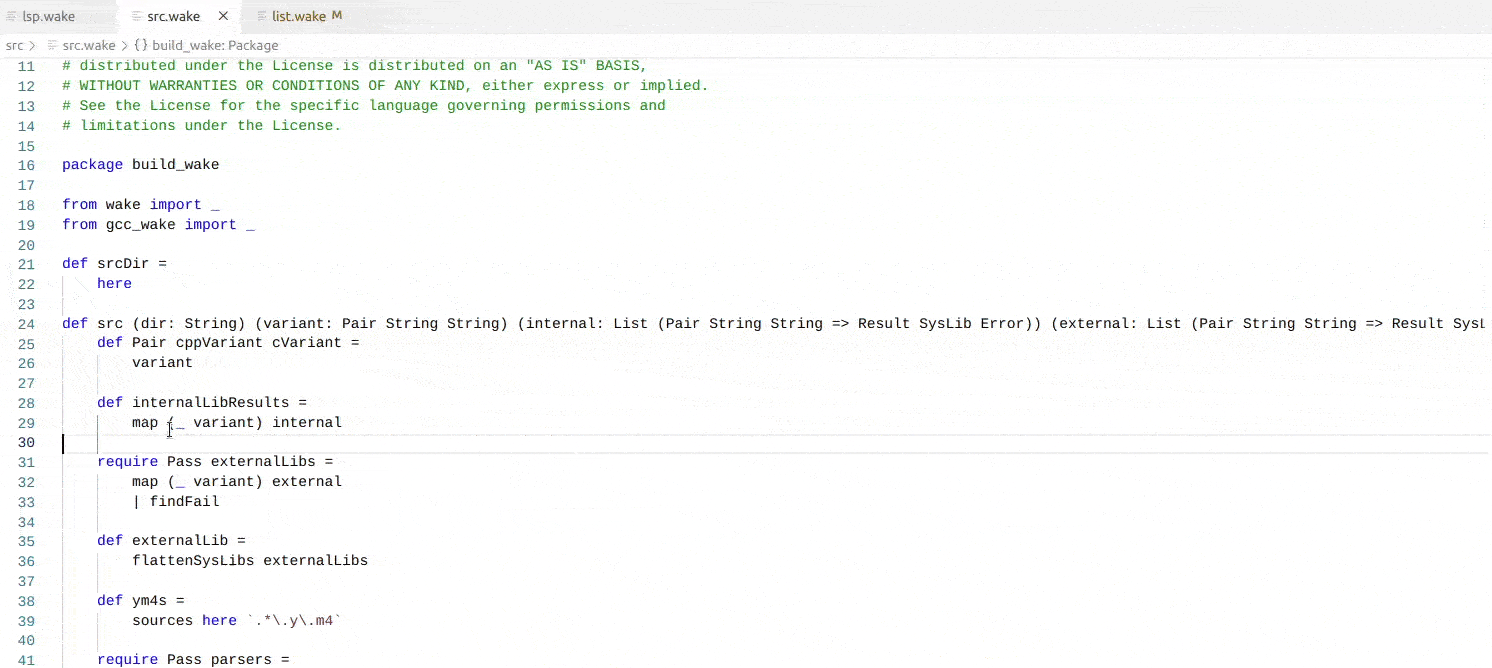 lsp.wake src.wake × list.wake M
src > src.wake > {} build_wake: Package
11 # distributed under the License is distributed on an "AS IS" BASIS,
12 # WITHOUT WARRANTIES OR CONDITIONS OF ANY KIND, either express or implied.
13 # See the License for the specific language governing permissions and
14 # limitations under the License.
15
16 package build_wake
17
18 from wake import _
19 from gcc_wake import _
20
21 def srcDir =
22     here
23
24 def src (dir: String) (variant: Pair String String) (internal: List (Pair String String => Result SysLib Error)) (external: List (Pair String String => Result SysL
25     def Pair cppVariant cVariant =
26         variant
27
28     def internalLibResults =
29         map (_ variant) internal
30
31     require Pass externalLibs =
32         map (_ variant) external
33         | findFail
34
35     def externalLib =
36         flattenSysLibs externalLibs
37
38     def ym4s =
39         sources here `.*\.y\.m4`
40
41     require Pass parsers =